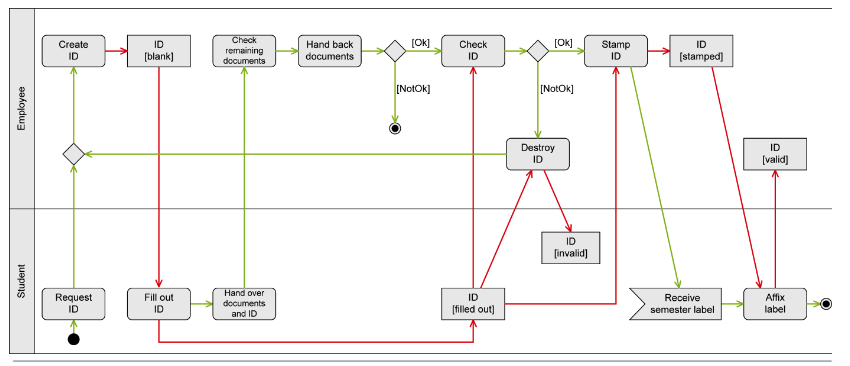 Employee
Create
ID
ID
[blank]
Check
remaining
documents
Hand back
documents
[Ok]
[NotOk]
Check
ID
[Ok]
[NotOk]
Stamp
ID
ID
[stamped]
Destroy
ID
ID
[valid]
Student
ID
[invalid]
Request
ID
Fill out
ID
Hand over
documents
and ID
ID
[filled out]
Receive
semester label
Affix
label